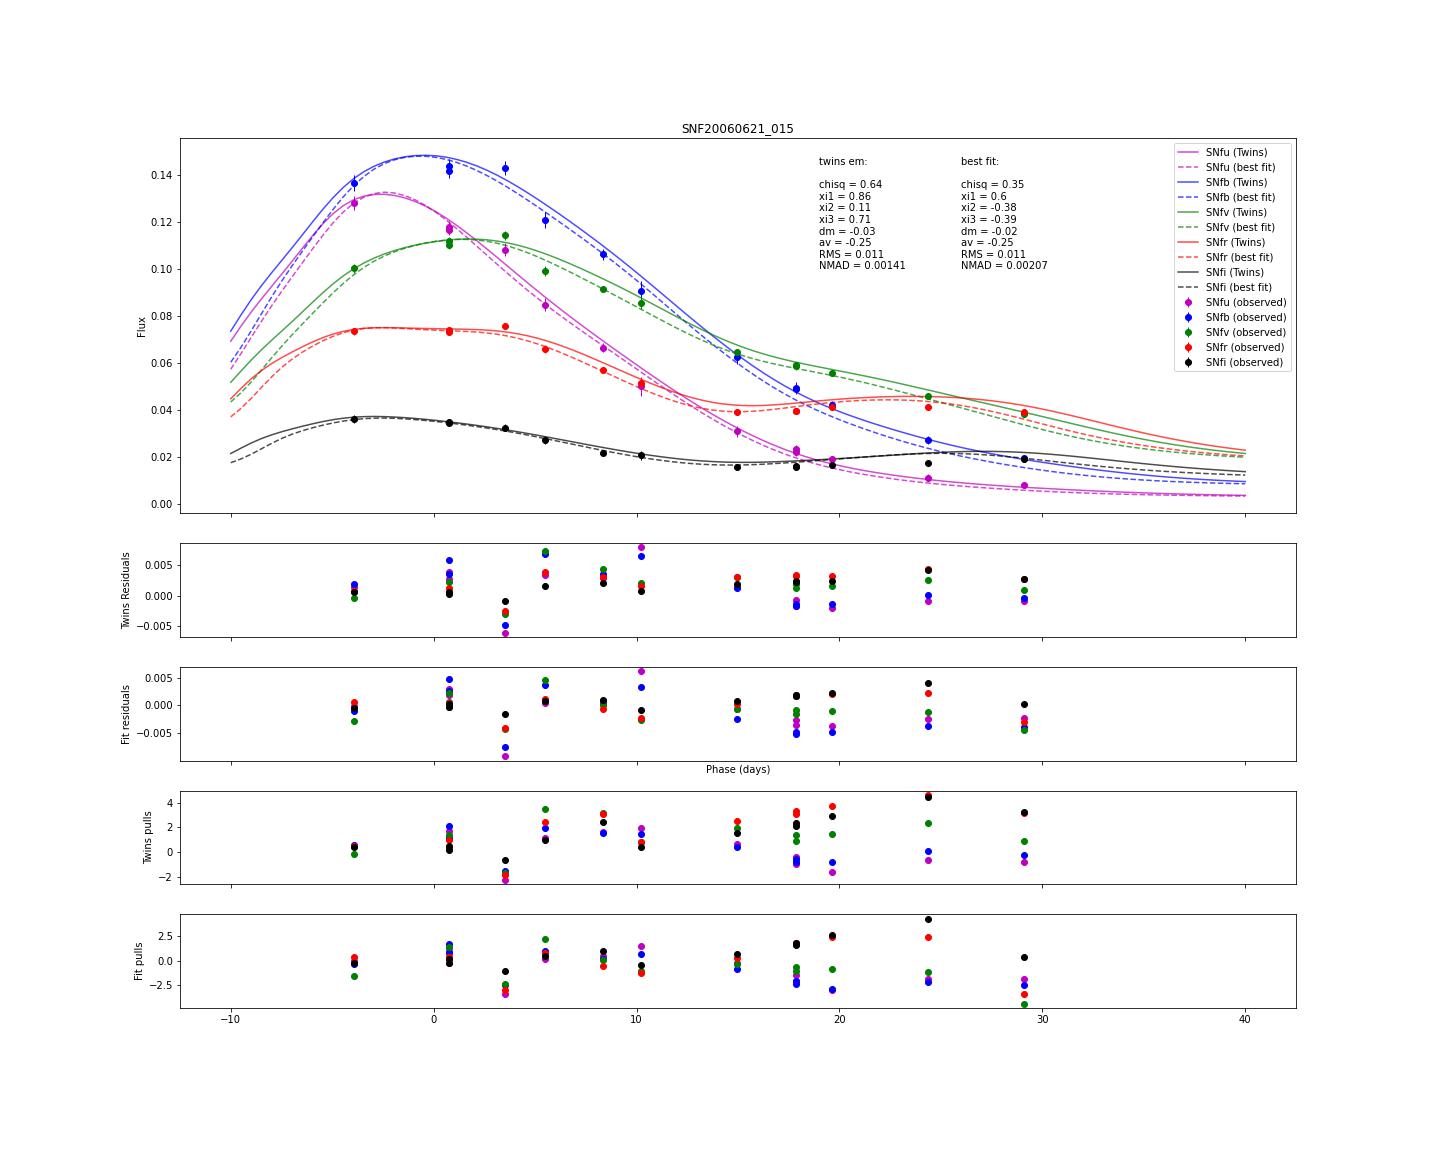 SNF20060621_015
Flux
0.14
0.12
0.10
0.08
0.06
0.04
0.02
0.00
twins em:
chisq = 0.64
xi1 = 0.86
xi2 = 0.11
xi3 = 0.71
dm = -0.03
av = -0.25
RMS = 0.011
NMAD = 0.00141
best fit:
chisq = 0.35
xi1 = 0.6
xi2 = -0.38
xi3 = -0.39
dm = -0.02
av = -0.25
RMS = 0.011
NMAD = 0.00207
SNfu (Twins)
SNfu (best fit)
SNfb (Twins)
SNfb (best fit)
SNfv (Twins)
SNfv (best fit)
SNfr (Twins)
SNfr (best fit)
SNfi (Twins)
SNfi (best fit)
SNfu (observed)
SNfb (observed)
SNfv (observed)
SNfr (observed)
SNfi (observed)
Twins Residuals
0.005
0.000
−0.005
Fit residuals
0.005
0.000
−0.005
Phase (days)
Twins pulls
4
2
0
−2
Fit pulls
2.5
0.0
−2.5
−10
0
10
20
30
40